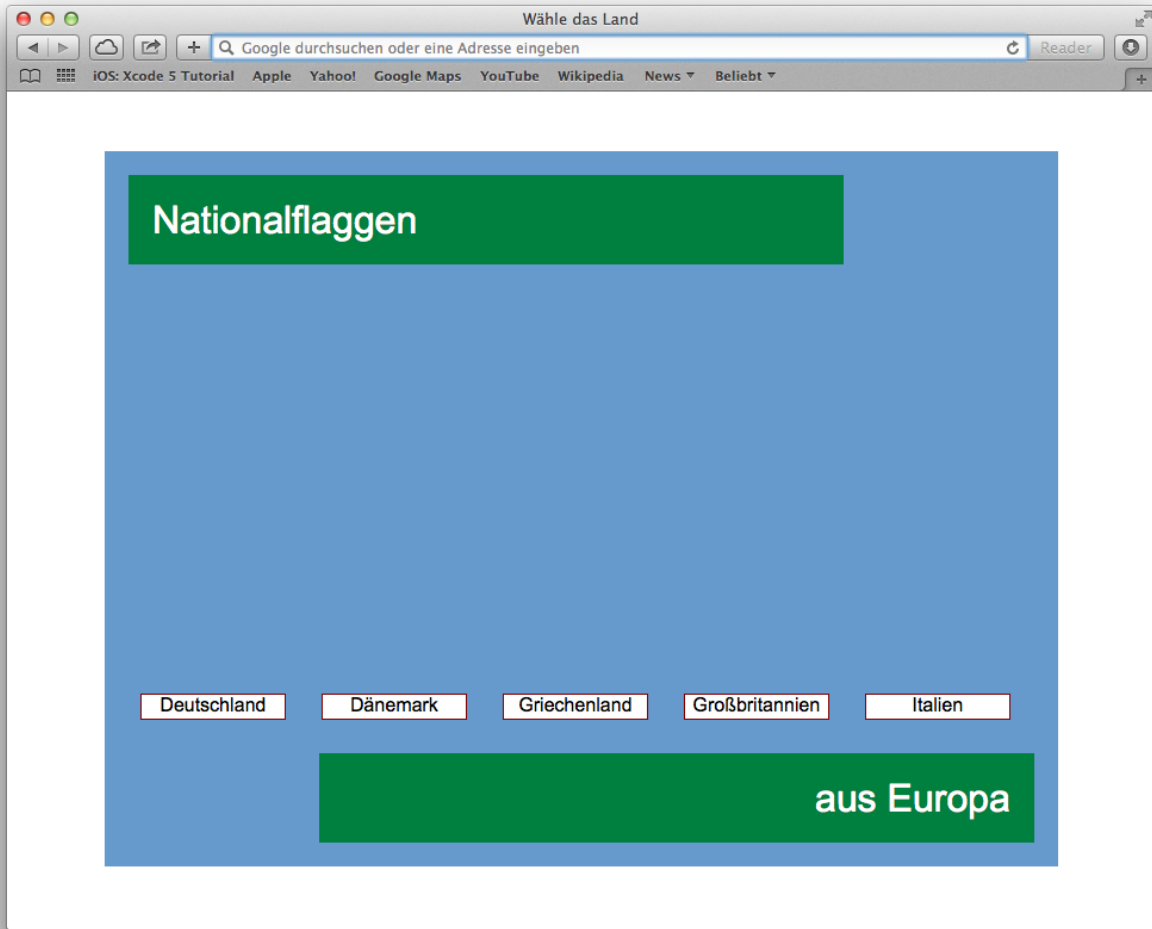 Wähle das Land
Google durchsuchen oder eine Adresse eingeben
Reader
iOS: Xcode 5 Tutorial Apple Yahoo! Google Maps YouTube Wikipedia News Beliebt
Nationalflaggen
Deutschland Dänemark Griechenland Großbritannien Italien
aus Europa